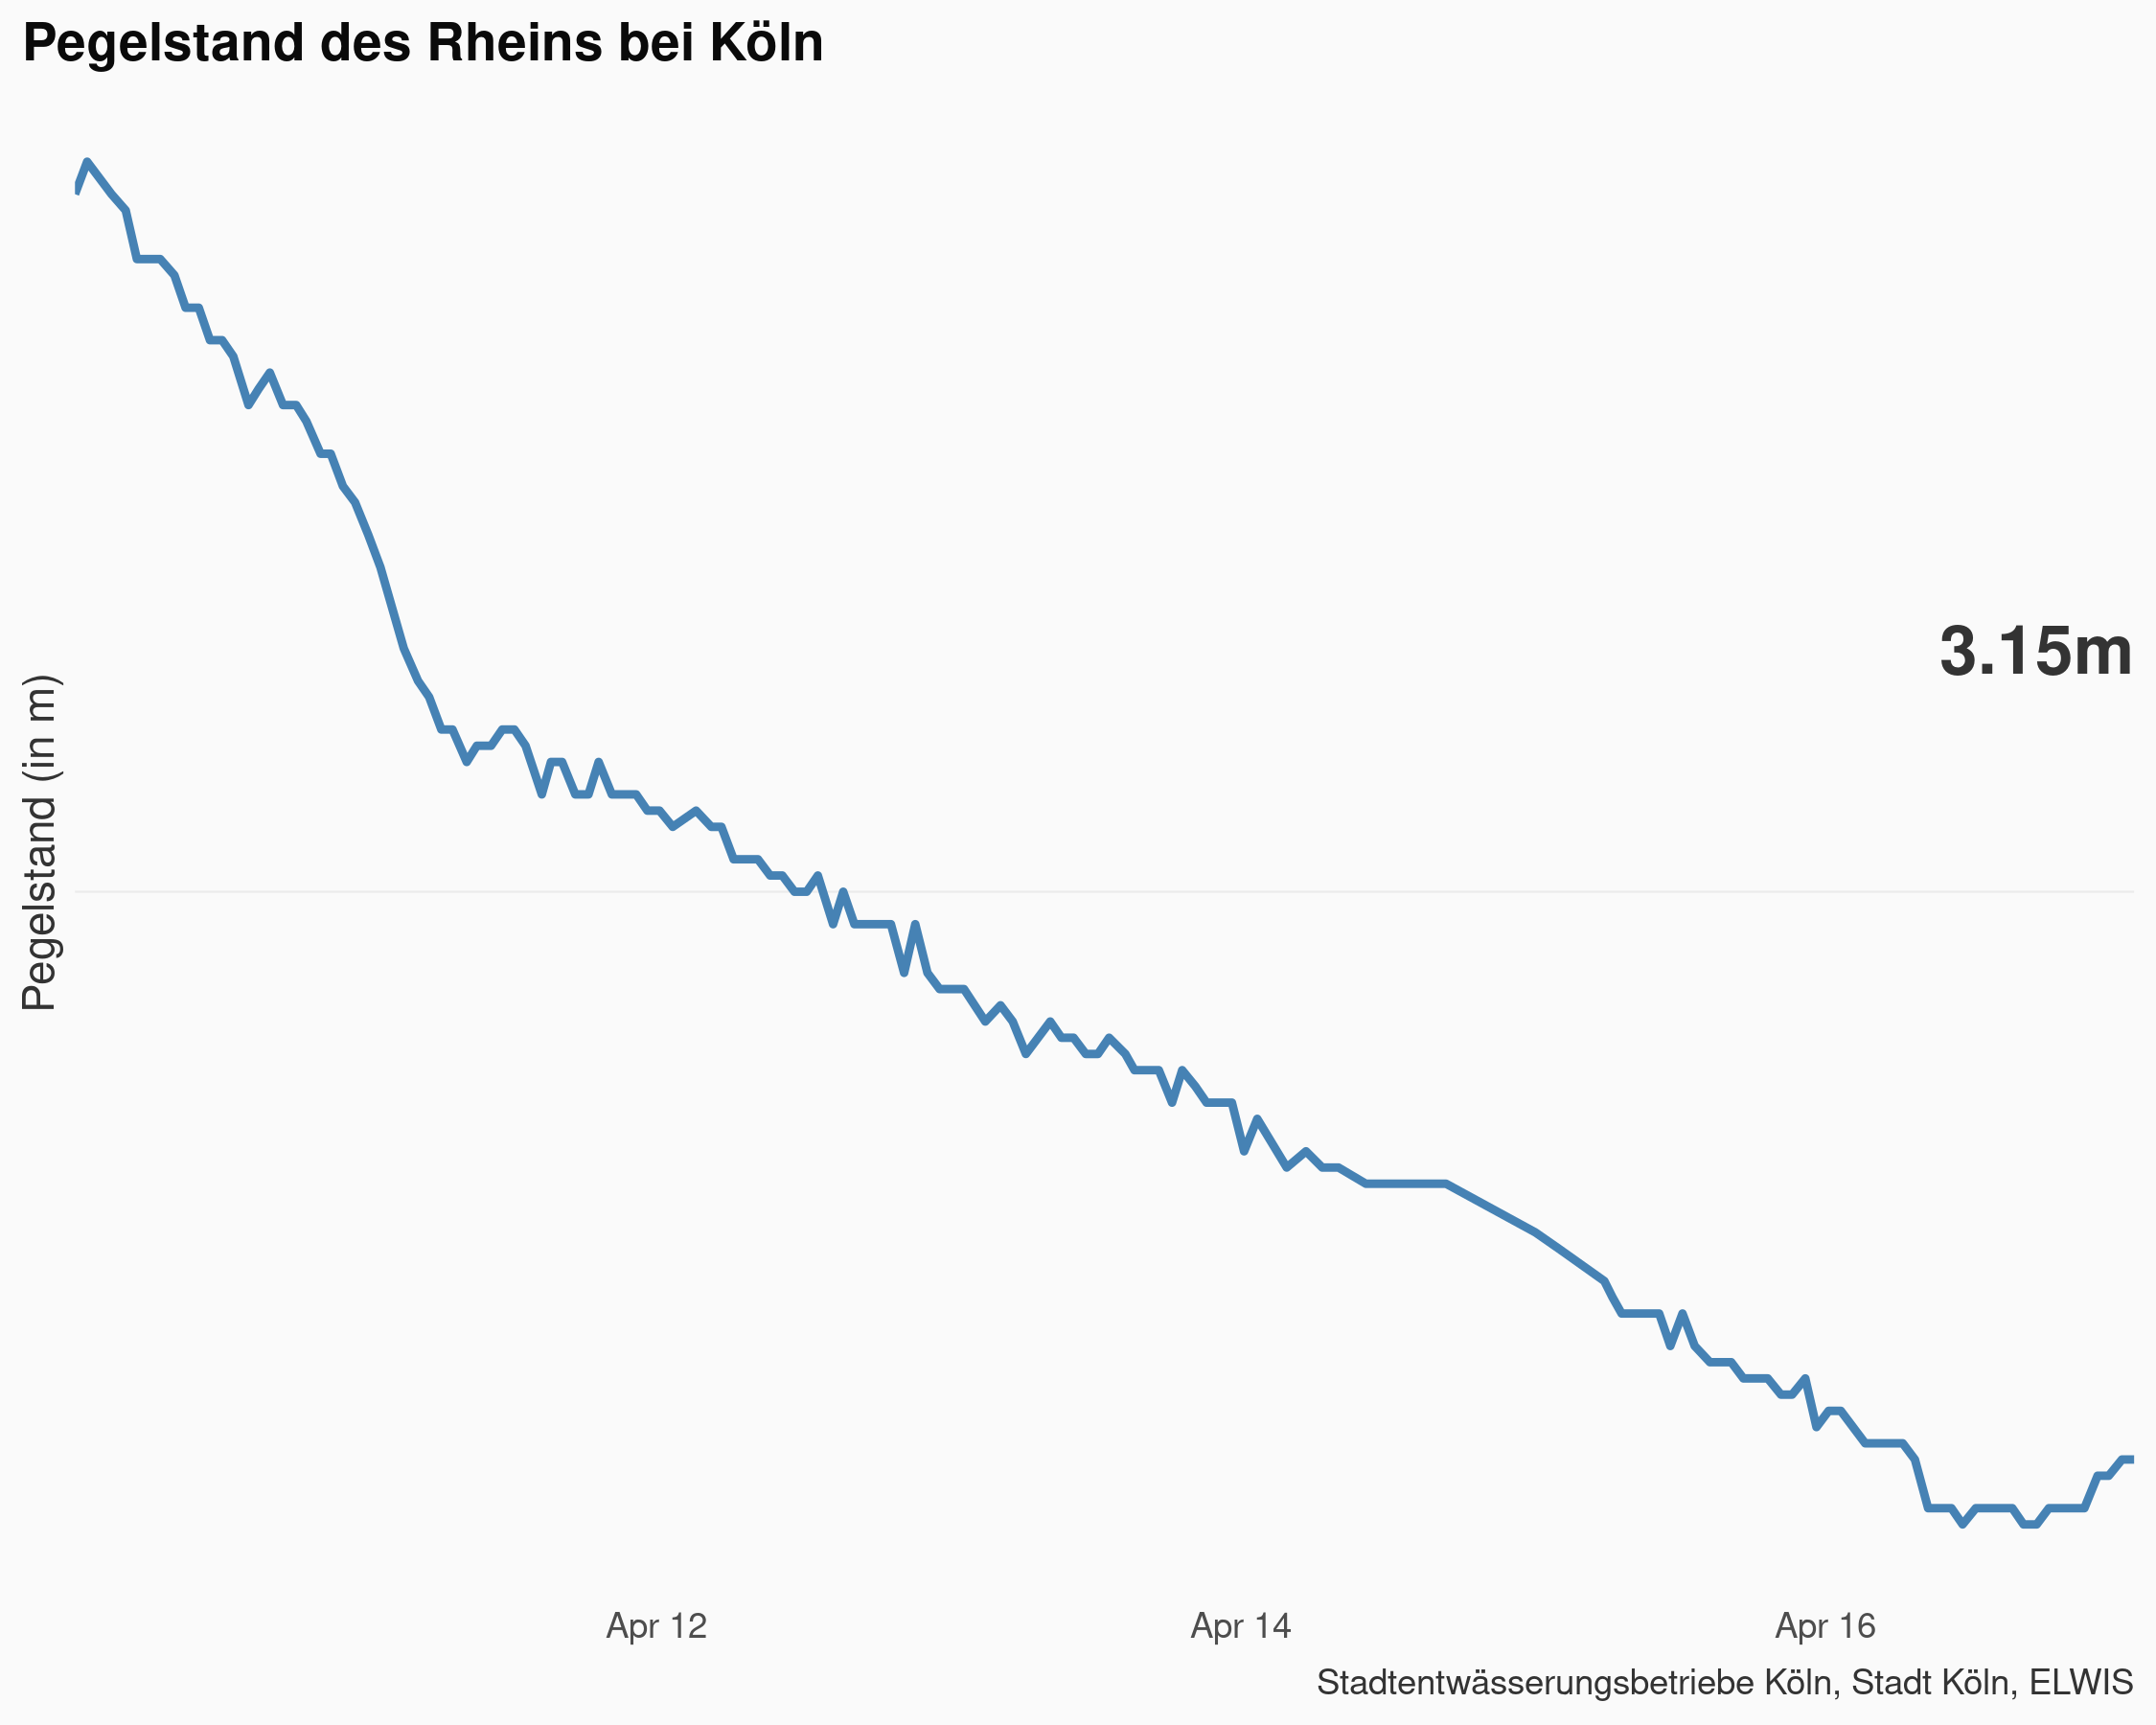 Pegelstand des Rheins bei Köln
Pegelstand (in m)
3.15m
Apr 12
Apr 14
Apr 16
Stadtentwässerungsbetriebe Köln, Stadt Köln, ELWIS